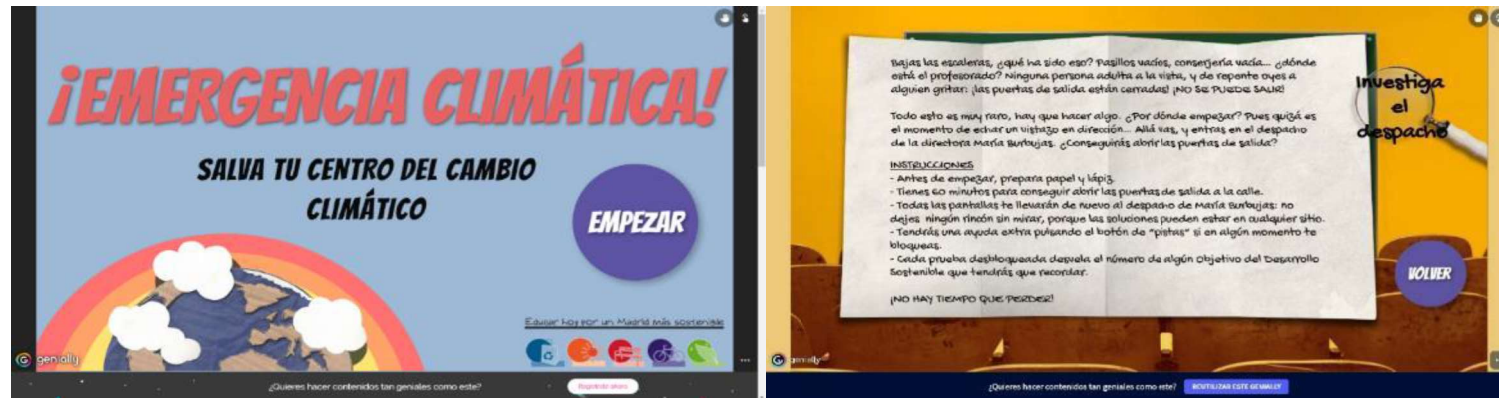 ¡EMERGENCIA CLIMÁTICA!
SALVA TU CENTRO DEL CAMBIO
CLIMÁTICO
EMPEZAR
Educar hoy por un Madrid más sostenible
genially
¿Quieres hacer contenidos tan geniales como este?
Regístrate ahora
Bajas las escaleras, ¿qué ha sido eso? Pasillos vacíos, conserjería vacía... ¿dónde
está el profesorado? Ninguna persona adulta a la vista, y de repente oyes a
alguien gritar: ¡las puertas de salida están cerradas! ¡NO SE PUEDE SALIR!
Todo esto es muy raro, hay que hacer algo. ¿Por dónde empezar? Pues quizá es
el momento de echar un vistazo en dirección... Allá vas, y entras en el despacho
de la directora María Burbujas. ¿Conseguirás abrir las puertas de salida?
INSTRUCCIONES
- Antes de empezar, prepara papel y lápiz.
- Tienes 60 minutos para conseguir abrir las puertas de salida a la calle.
- Todas las pantallas te llevarán de nuevo al despacho de María Burbujas: no
dejes ningún rincón sin mirar, porque las soluciones pueden estar en cualquier sitio.
- Tendrás una ayuda extra pulsando el botón de "pistas" si en algún momento te
bloqueas.
- Cada prueba desbloqueada desvela el número de algún Objetivo del Desarrollo
Sostenible que tendrás que recordar.
¡NO HAY TIEMPO QUE PERDER!
Investiga
el
despacho
VOLVER
genially
¿Quieres hacer contenidos tan geniales como este?
REUTILIZAR ESTE GENIALLY